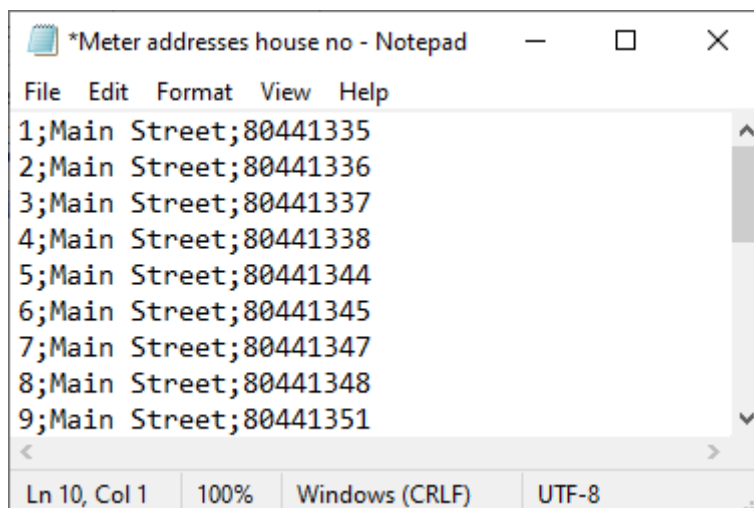 *Meter addresses house no - Notepad
File Edit Format View Help
1;Main Street;80441335
2;Main Street;80441336
3;Main Street;80441337
4;Main Street;80441338
5;Main Street;80441344
6;Main Street;80441345
7;Main Street;80441347
8;Main Street;80441348
9;Main Street;80441351
Ln 10, Col 1 100% Windows (CRLF) UTF-8